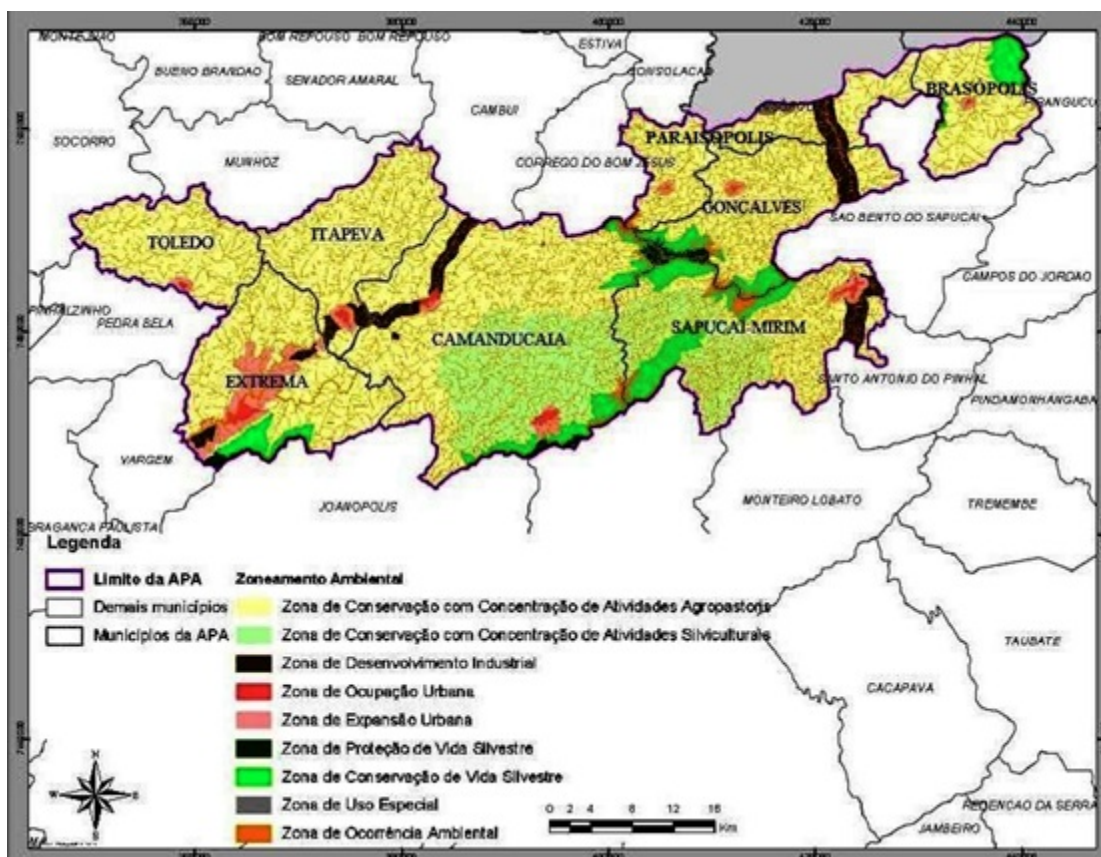 MONTE SIAO
BOM REPOUSO BOM REPOUSO
ESTIVA
BUENO BRANDAO
SENADOR AMARAL
CAMBUI
BRASÓPOLIS
SOCORRO
PARAISÓPOLIS
MUNHOZ
CORREGO DO BOM JESUS
GONÇALVES
SAO BENTO DO SAPUCAI
TOLEDO
ITAPEVA
CAMPOS DO JORDAO
PINHALZINHO
PEDRA BELA
CAMANDUCAIA
SAPUCAI-MIRIM
EXTREMA
SANTO ANTONIO DO PINHAL
PINDAMONHANGABA
VARGEM
JOANOPOLIS
MONTEIRO LOBATO
TREMEMBE
BRAGANCA PAULISTA
Legenda
Limite da APA
Demais municípios
Municípios da APA
Zoneamento Ambiental
Zona de Conservação com Concentração de Atividades Agropastoris
Zona de Conservação com Concentração de Atividades Silviculturais
Zona de Desenvolvimento Industrial
Zona de Ocupação Urbana
Zona de Expansão Urbana
Zona de Proteção de Vida Silvestre
Zona de Conservação de Vida Silvestre
Zona de Uso Especial
Zona de Ocorrência Ambiental
TAUBATE
CACAPAVA
N
W
E
S
0 2 4 8 12 16
Km
REDENCAO DA SERRA
JAMBEIRO